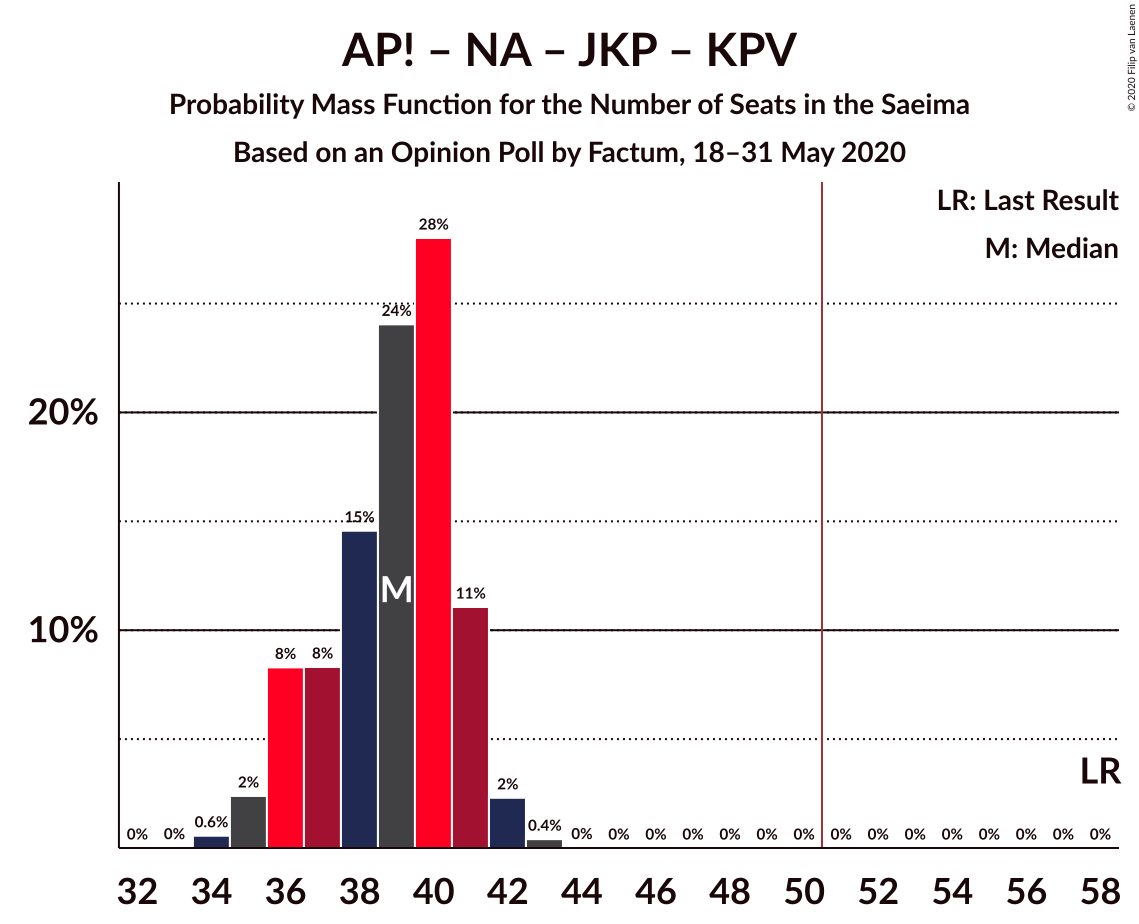 AP! – NA – JKP – KPV
Probability Mass Function for the Number of Seats in the Saeima
Based on an Opinion Poll by Factum, 18–31 May 2020
© 2020 Filip van Laenen
LR: Last Result
M: Median
28%
24%
20%
15%
M
11%
10%
8% 8%
LR
2% 2%
0% 0% 0.6% 0.4% 0% 0% 0% 0% 0% 0% 0% 0% 0% 0% 0% 0% 0% 0% 0%
32 34 36 38 40 42 44 46 48 50 52 54 56 58